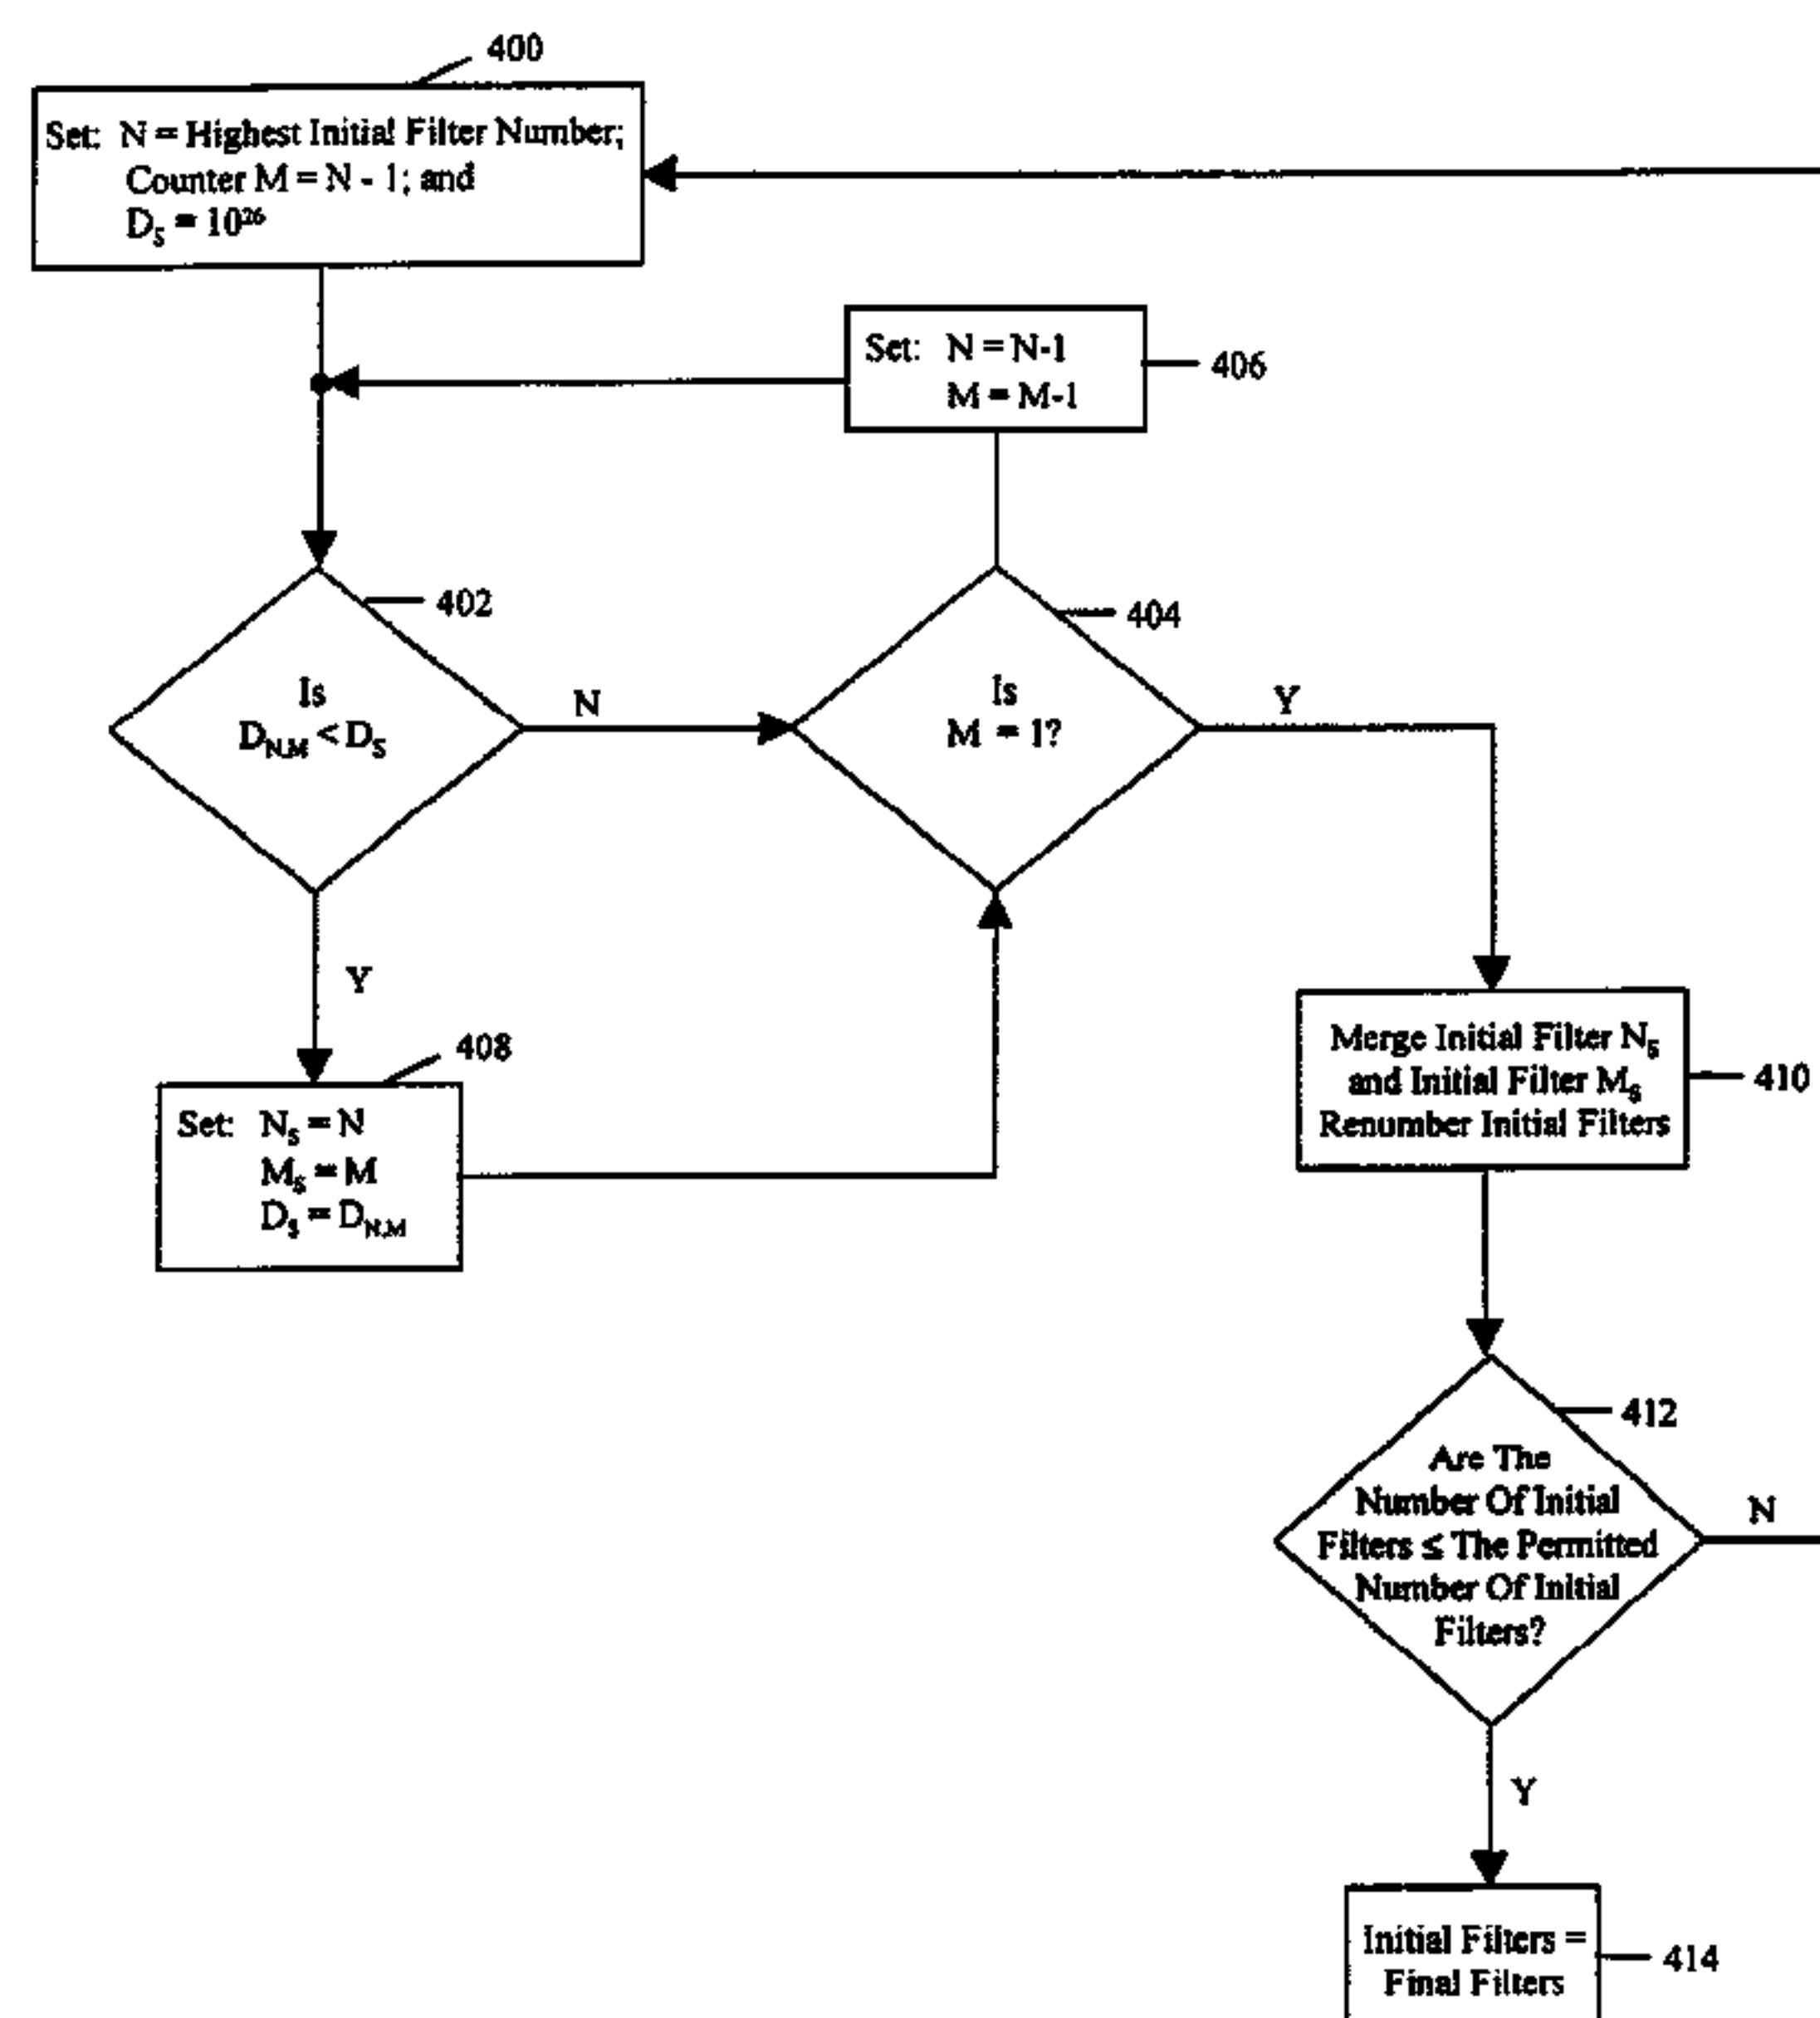 400
Set: N = Highest Initial Filter Number;
Counter M = N - 1; and
D_S = 10^26
Set: N = N-1
M = M-1
406
402
Is
D_N,M < D_S
N
404
Is
M = 1?
Y
Y
408
Set: N_S = N
M_S = M
D_S = D_N,M
Merge Initial Filter N_S
and Initial Filter M_S
Renumber Initial Filters
410
412
Are The
Number Of Initial
Filters ≤ The Permitted
Number Of Initial
Filters?
N
Y
Initial Filters =
Final Filters
414